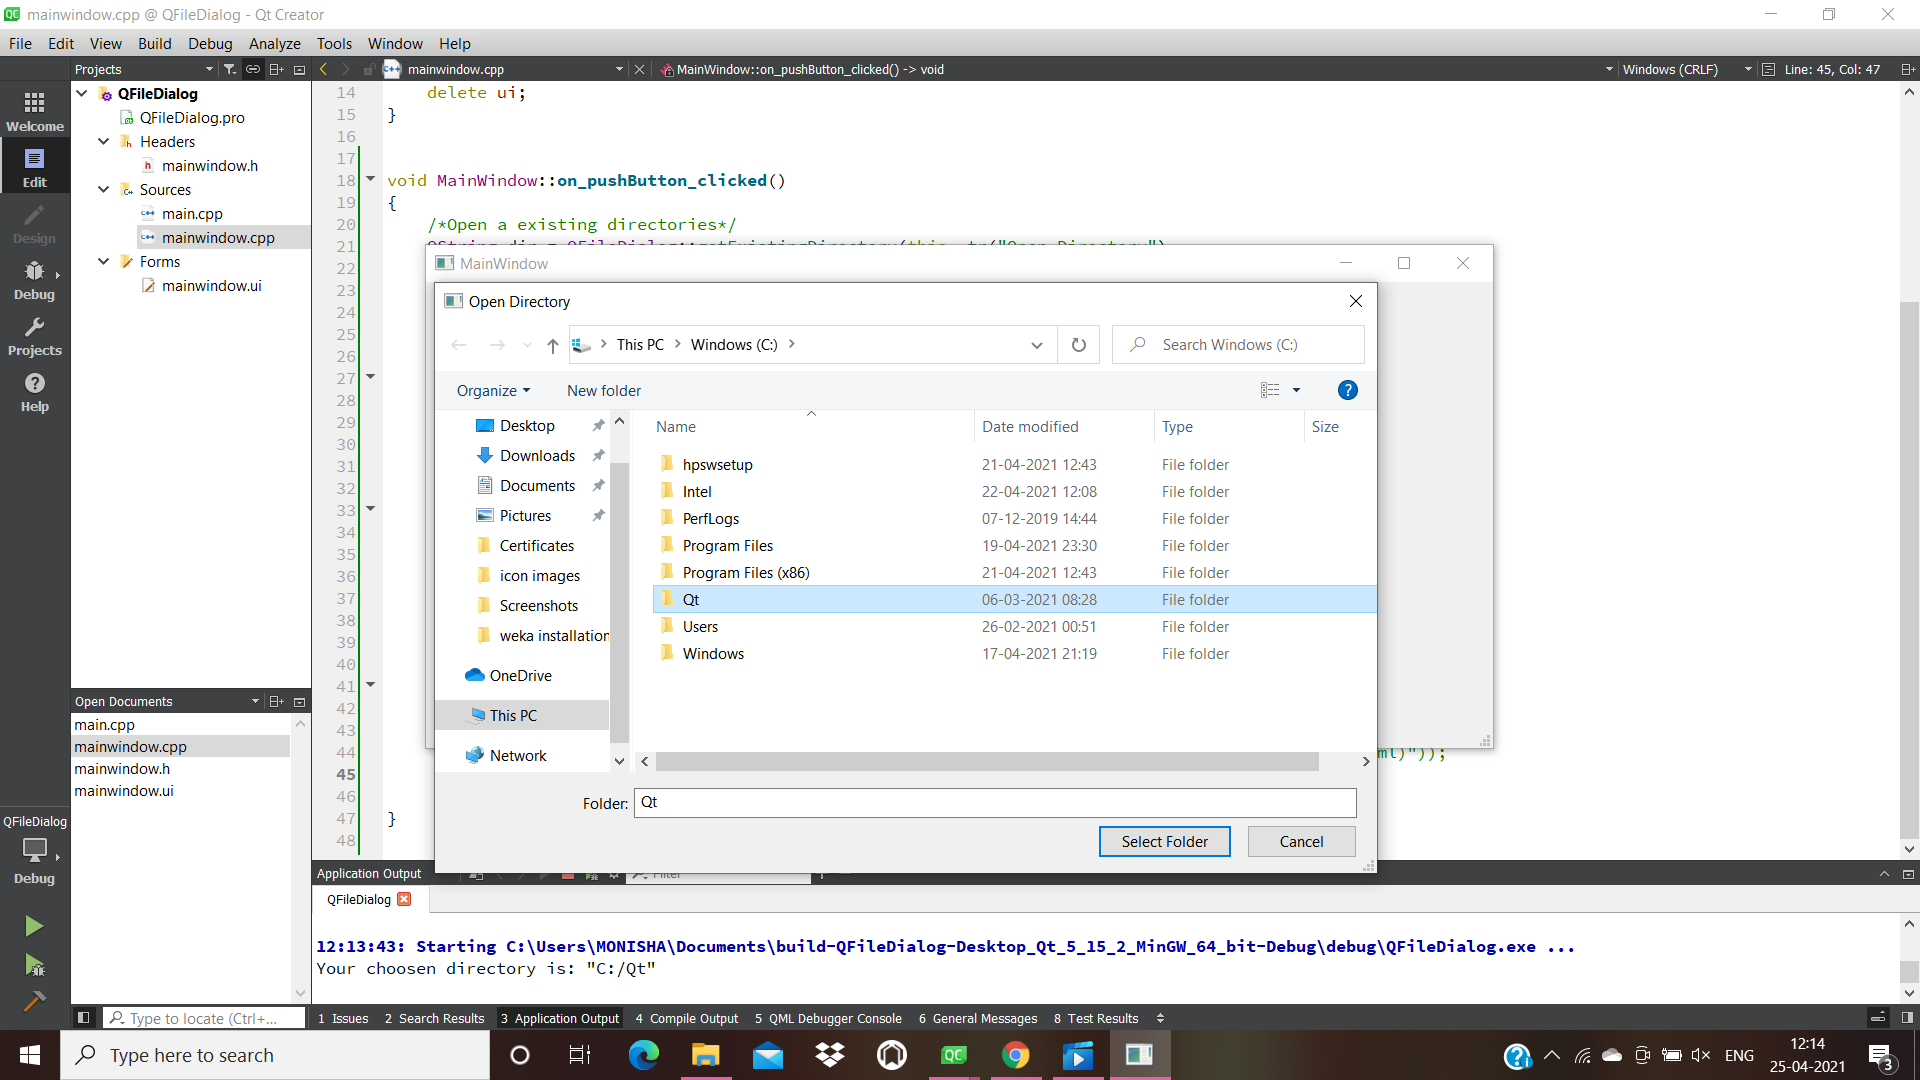 mainwindow.cpp @ QFileDialog - Qt Creator
File Edit View Build Debug Analyze Tools Window Help
Projects
mainwindow.cpp
MainWindow::on_pushButton_clicked() -> void
Windows (CRLF)
Line: 45, Col: 47
Welcome
Edit
Design
Debug
Projects
Help
QFileDialog
QFileDialog.pro
Headers
mainwindow.h
Sources
main.cpp
mainwindow.cpp
Forms
mainwindow.ui
Open Documents
main.cpp
mainwindow.cpp
mainwindow.h
mainwindow.ui
QFileDialog
Debug
14 delete ui;
15 }
16
17
18 void MainWindow::on_pushButton_clicked()
19 {
20 /*Open a existing directories*/
21 QString dir = QFileDialog::getExistingDirectory(this, tr("Open Directory")
22
23
24
25
26
27
28
29
30
31
32
33
34
35
36
37
38
39
40
41
42
43
44 ml)"));
45
46
47 }
48
MainWindow
Open Directory
This PC > Windows (C:) >
Search Windows (C:)
Organize
New folder
?
Desktop
Downloads
Documents
Pictures
Certificates
icon images
Screenshots
weka installation
OneDrive
This PC
Network
Name Date modified Type Size
hpswsetup 21-04-2021 12:43 File folder
Intel 22-04-2021 12:08 File folder
PerfLogs 07-12-2019 14:44 File folder
Program Files 19-04-2021 23:30 File folder
Program Files (x86) 21-04-2021 12:43 File folder
Qt 06-03-2021 08:28 File folder
Users 26-02-2021 00:51 File folder
Windows 17-04-2021 21:19 File folder
Folder: Qt
Select Folder
Cancel
Application Output
Filter
QFileDialog
12:13:43: Starting C:\Users\MONISHA\Documents\build-QFileDialog-Desktop_Qt_5_15_2_MinGW_64_bit-Debug\debug\QFileDialog.exe ...
Your choosen directory is: "C:/Qt"
Type to locate (Ctrl+...
1 Issues 2 Search Results 3 Application Output 4 Compile Output 5 QML Debugger Console 6 General Messages 8 Test Results
Type here to search
ENG
12:14
25-04-2021
3